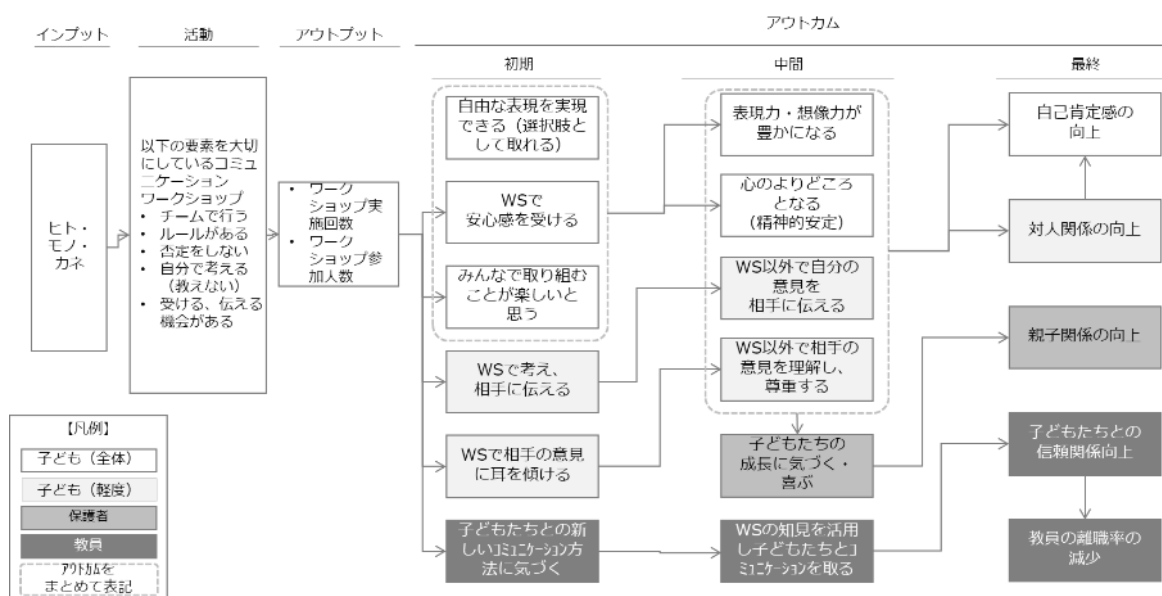 アウトカム
インプット
活動
アウトプット
初期
中間
最終
ヒト・
モノ・
カネ
以下の要素を大切
にしているコミュ
ニケーション
ワークショップ
• チームで行う
• ルールがある
• 否定をしない
• 自分で考える
（教えない）
• 受ける、伝える
機会がある
• ワーク
ショップ実
施回数
• ワーク
ショップ参
加人数
自由な表現を実現
できる（選択肢と
して取れる）
WSで
安心感を受ける
みんなで取り組む
ことが楽しいと
思う
WSで考え、
相手に伝える
WSで相手の意見
に耳を傾ける
子どもたちとの新
しいｺﾐｭﾆｹｰｼｮﾝ方
法に気づく
表現力・想像力が
豊かになる
心のよりどころ
となる
（精神的安定）
WS以外で自分の
意見を
相手に伝える
WS以外で相手の
意見を理解し、
尊重する
子どもたちの
成長に気づく・
喜ぶ
WSの知見を活用
し子どもたちとｺ
ﾐｭﾆｹｰｼｮﾝを取る
自己肯定感の
向上
対人関係の向上
親子関係の向上
子どもたちとの
信頼関係向上
教員の離職率の
減少
【凡例】
子ども（全体）
子ども（軽度）
保護者
教員
ｱｳﾄｶﾑを
まとめて表記